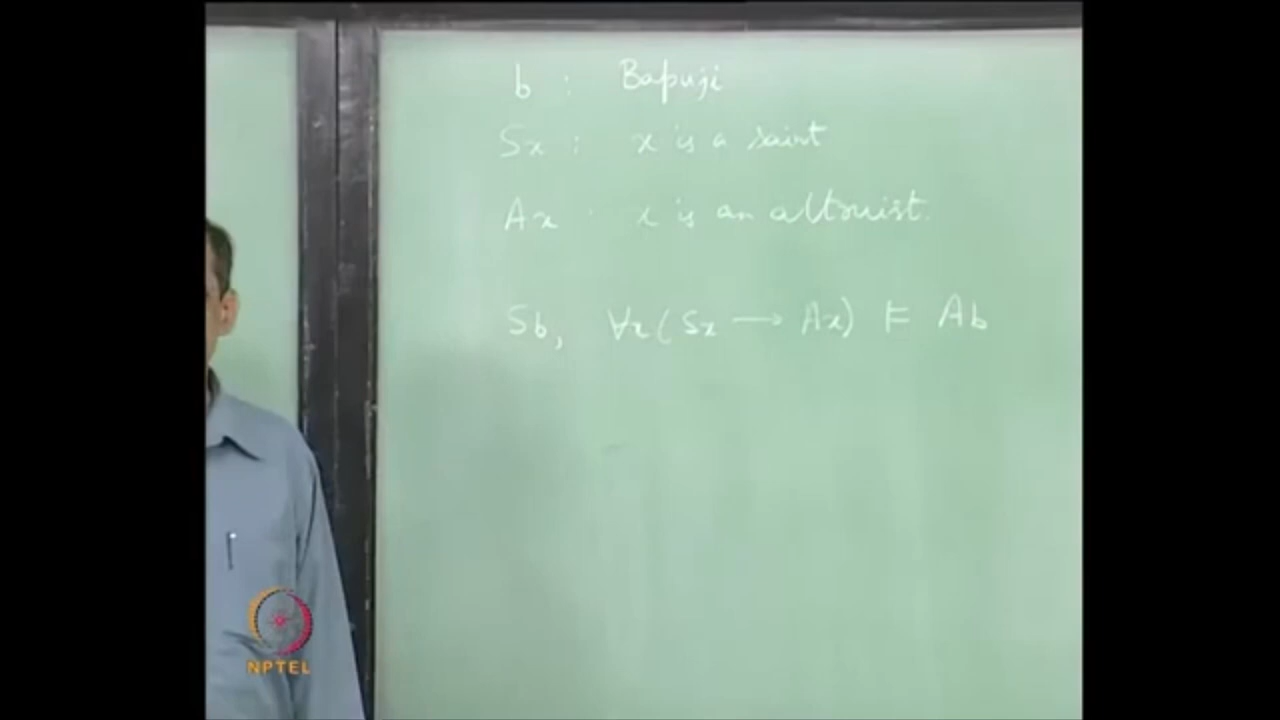 b : Bapuji
Sx : x is a saint
Ax : x is an altruist.
Sb, ∀x(Sx → Ax) ⊨ Ab
NPTEL